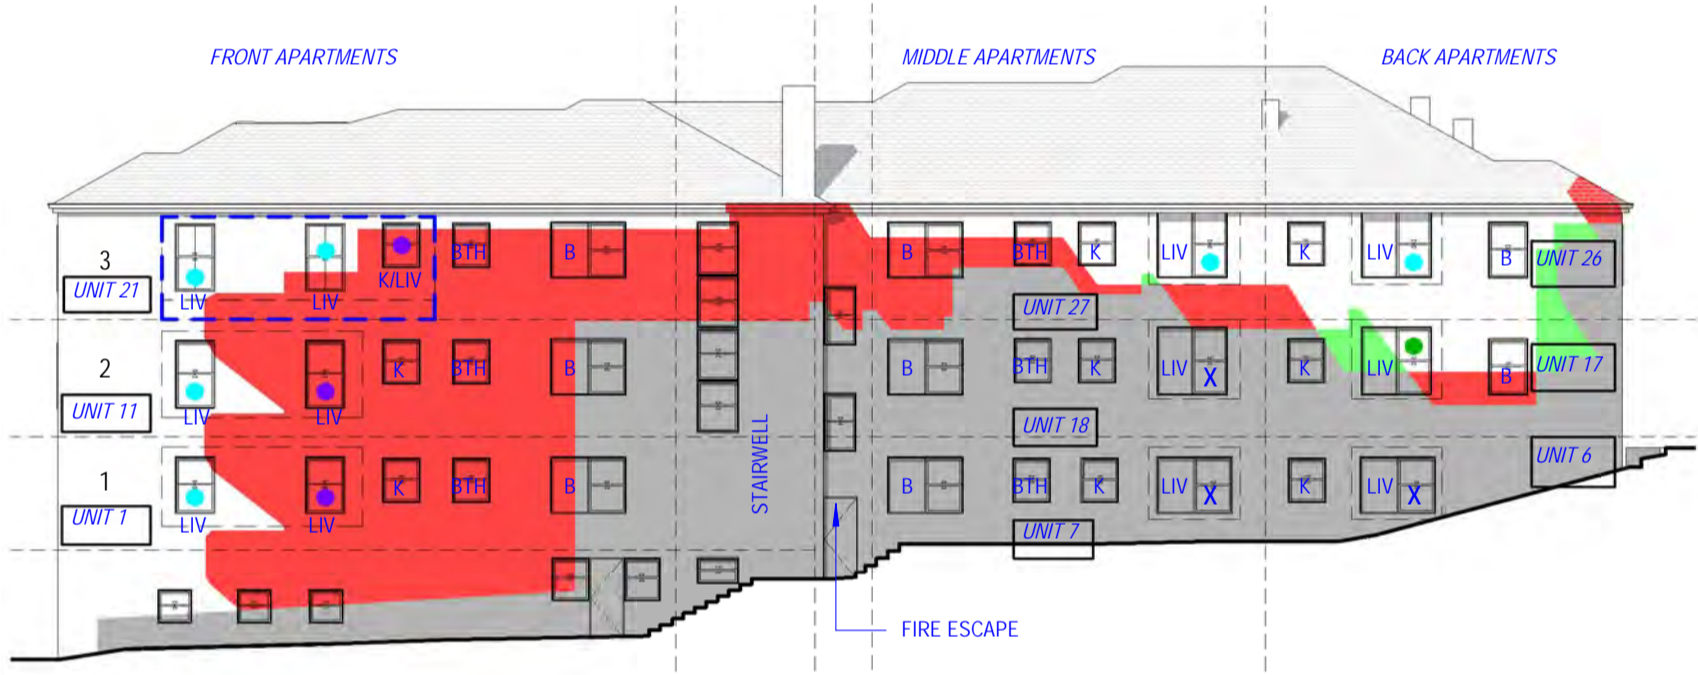 FRONT APARTMENTS
MIDDLE APARTMENTS
BACK APARTMENTS
3
UNIT 21
LIV
LIV
K/LIV
BTH
B
B
BTH
K
LIV
K
LIV
B
UNIT 26
UNIT 27
2
UNIT 11
LIV
LIV
K
BTH
B
B
BTH
K
LIV
X
K
LIV
B
UNIT 17
UNIT 18
1
UNIT 1
LIV
LIV
K
BTH
B
STAIRWELL
B
BTH
K
LIV
X
K
LIV
X
UNIT 6
UNIT 7
FIRE ESCAPE